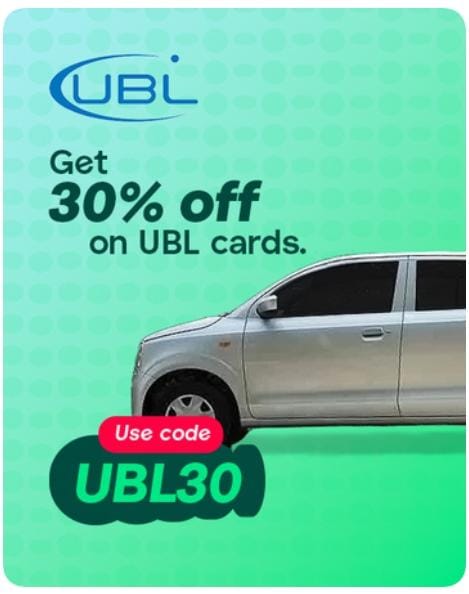 UBL
Get
30% off
on UBL cards.
Use code
UBL30